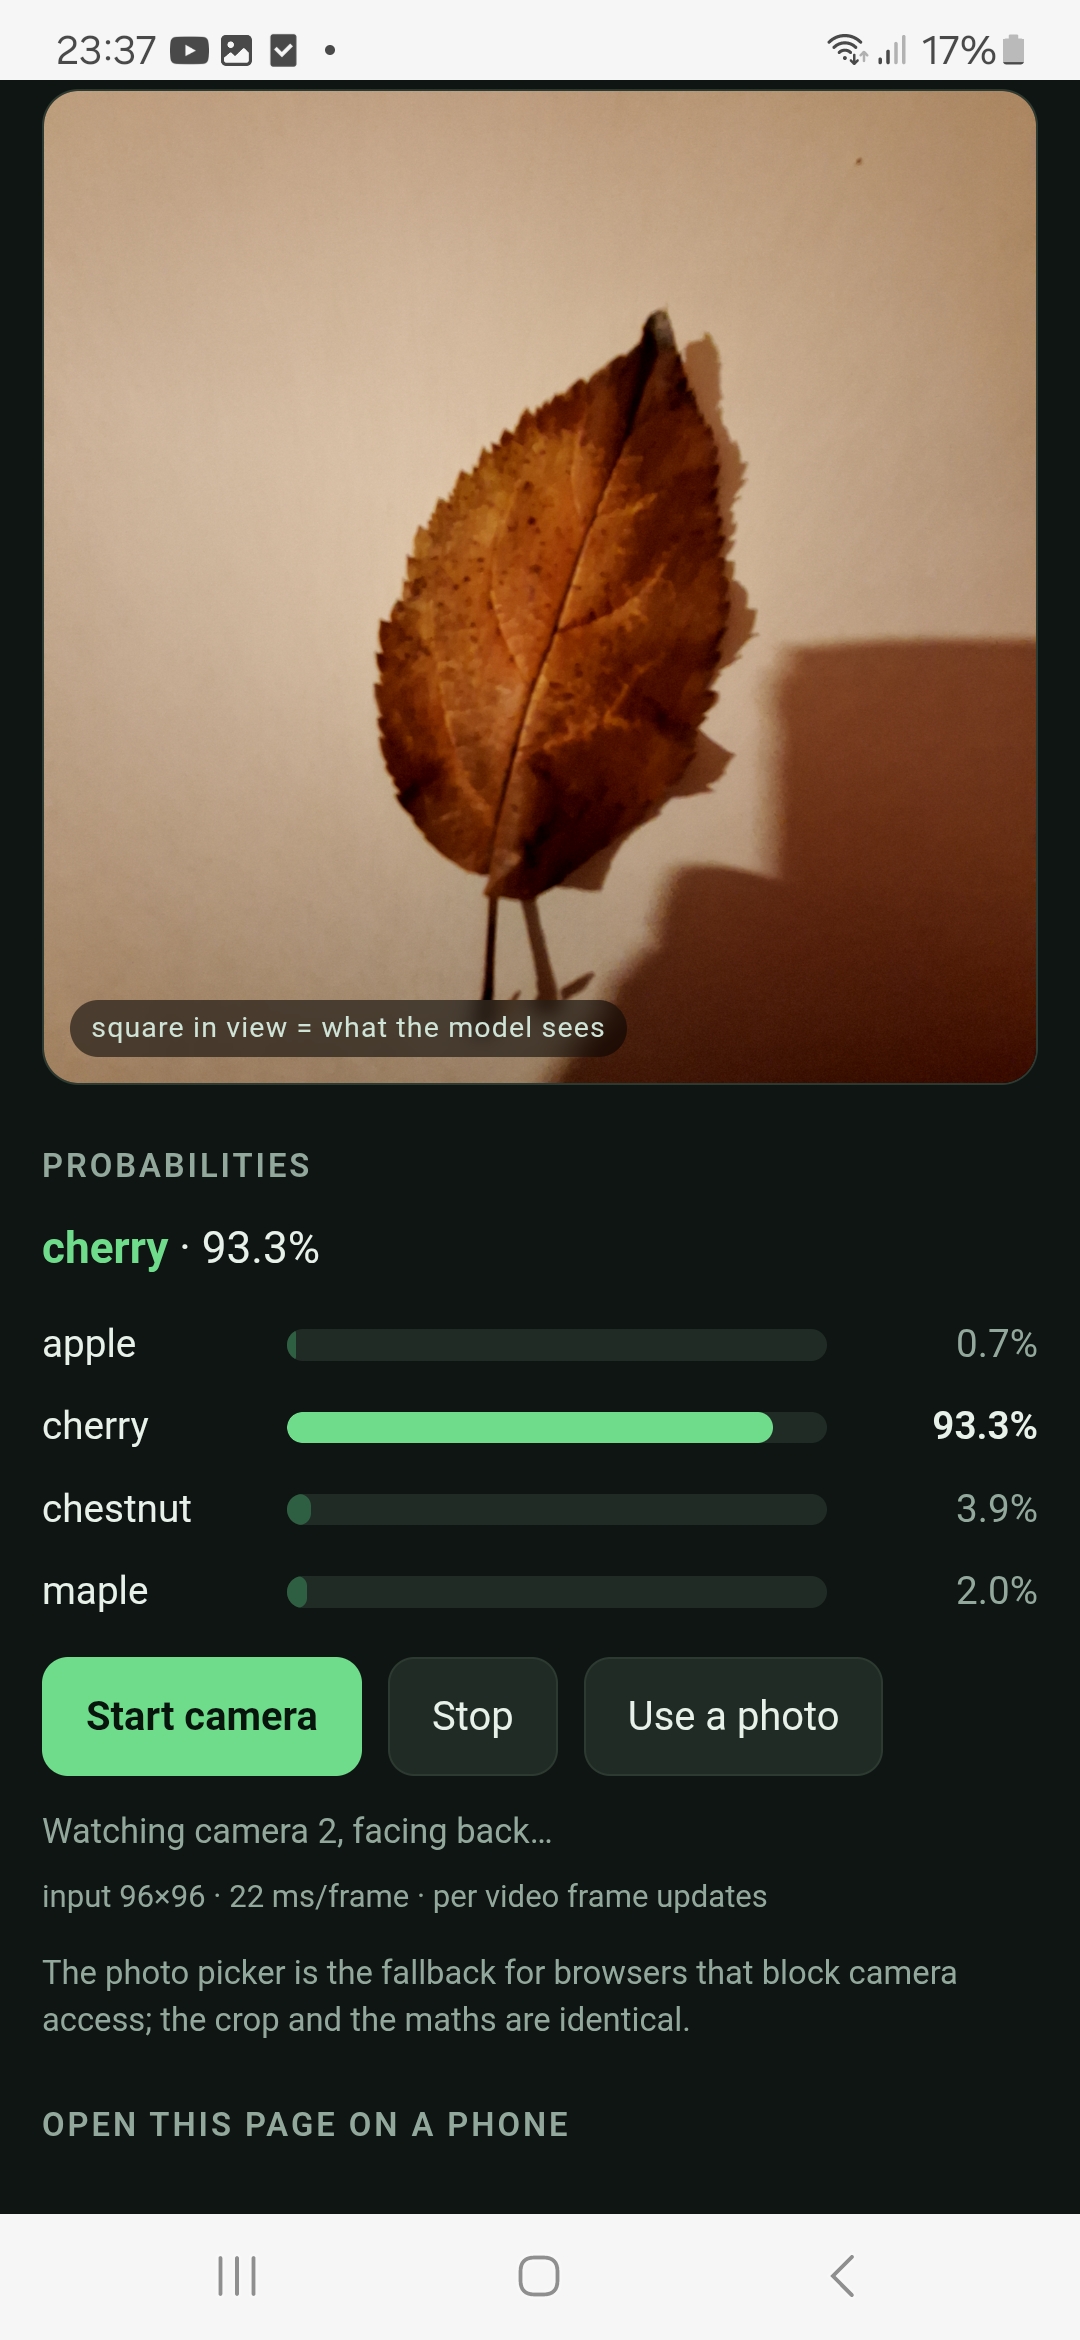 23:37 17%
square in view = what the model sees
PROBABILITIES
cherry · 93.3%
apple 0.7%
cherry 93.3%
chestnut 3.9%
maple 2.0%
Start camera Stop Use a photo
Watching camera 2, facing back…
input 96×96 · 22 ms/frame · per video frame updates
The photo picker is the fallback for browsers that block camera
access; the crop and the maths are identical.
OPEN THIS PAGE ON A PHONE